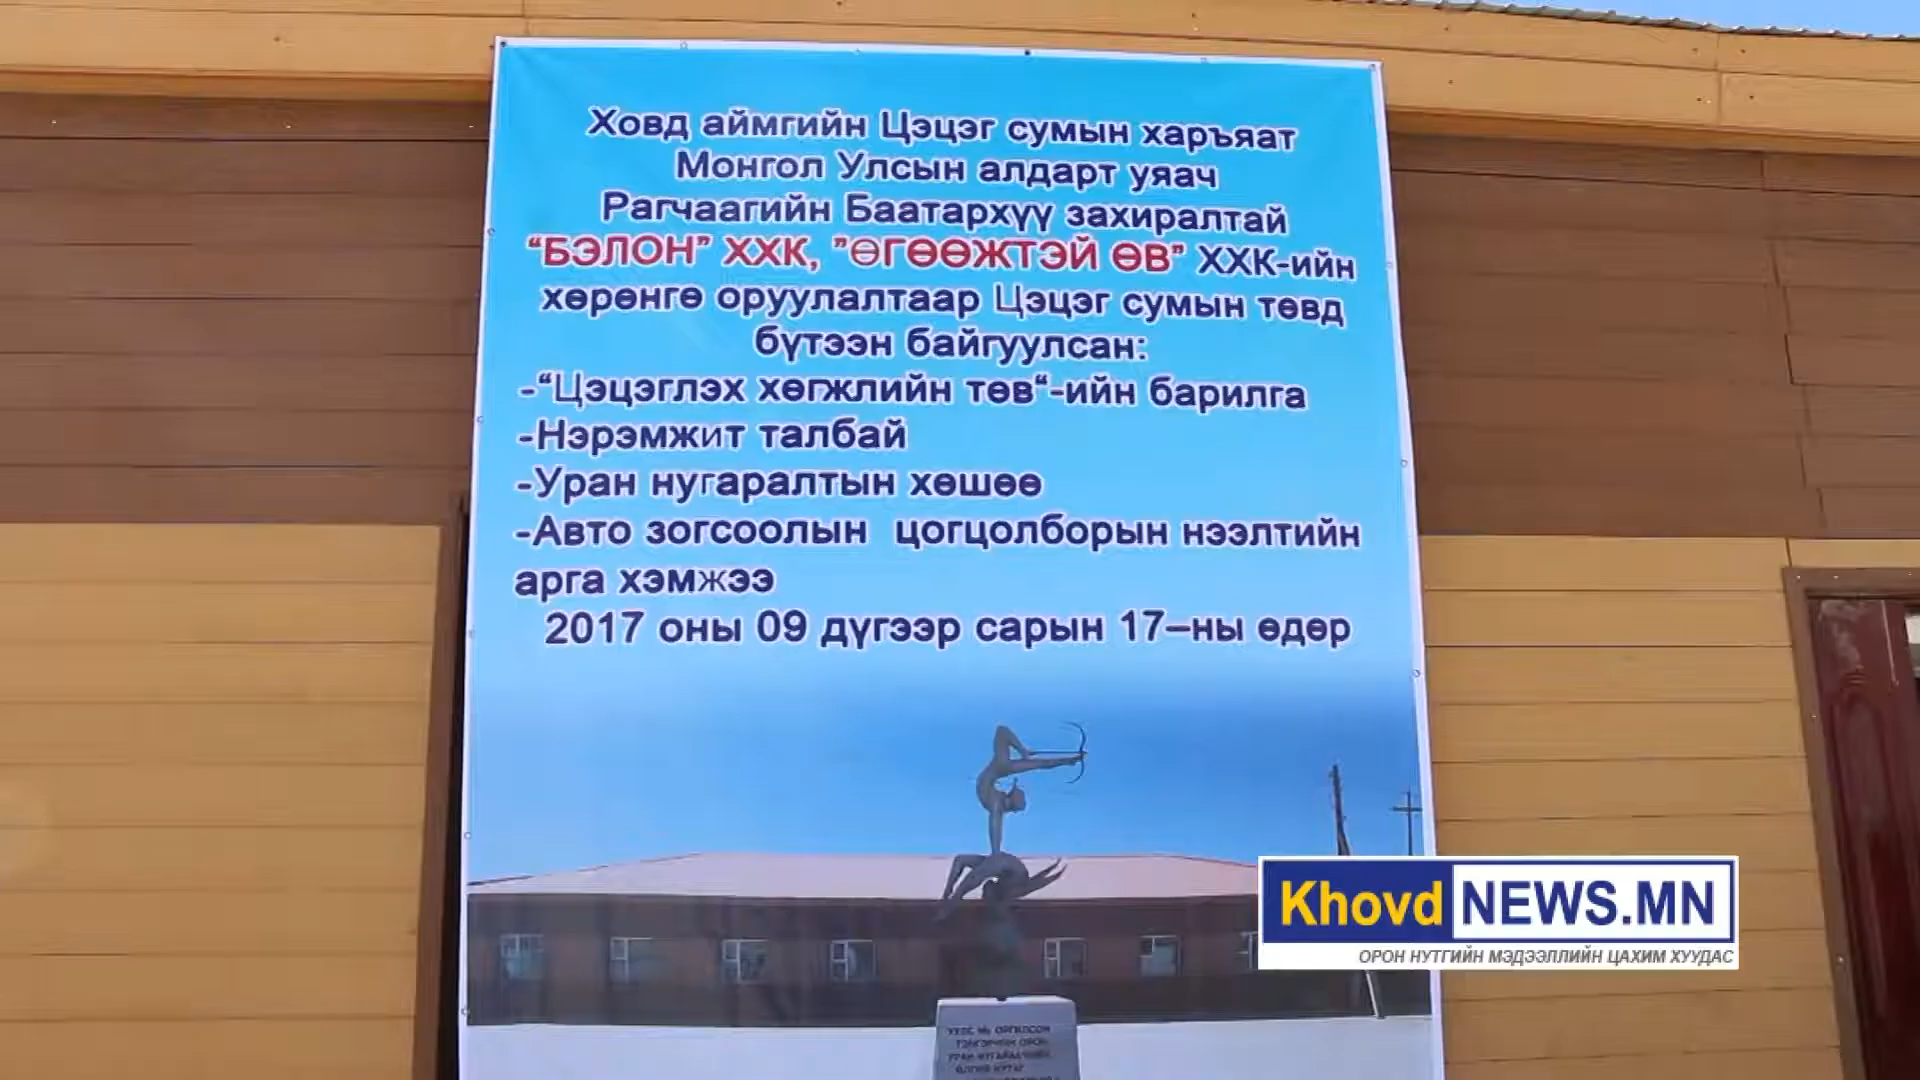 Ховд аймгийн Цэцэг сумын харъяат
Монгол Улсын алдарт уяач
Рагчаагийн Баатархүү захиралтай
“БЭЛОН” ХХК, ”ӨГӨӨЖТЭЙ ӨВ” ХХК-ийн
хөрөнгө оруулалтаар Цэцэг сумын төвд
бүтээн байгуулсан:
-“Цэцэглэх хөгжлийн төв“-ийн барилга
-Нэрэмжит талбай
-Уран нугаралтын хөшөө
-Авто зогсоолын цогцолборын нээлтийн
арга хэмжээ
2017 оны 09 дүгээр сарын 17–ны өдөр
Khovd NEWS.MN
ОРОН НУТГИЙН МЭДЭЭЛЛИЙН ЦАХИМ ХУУДАС